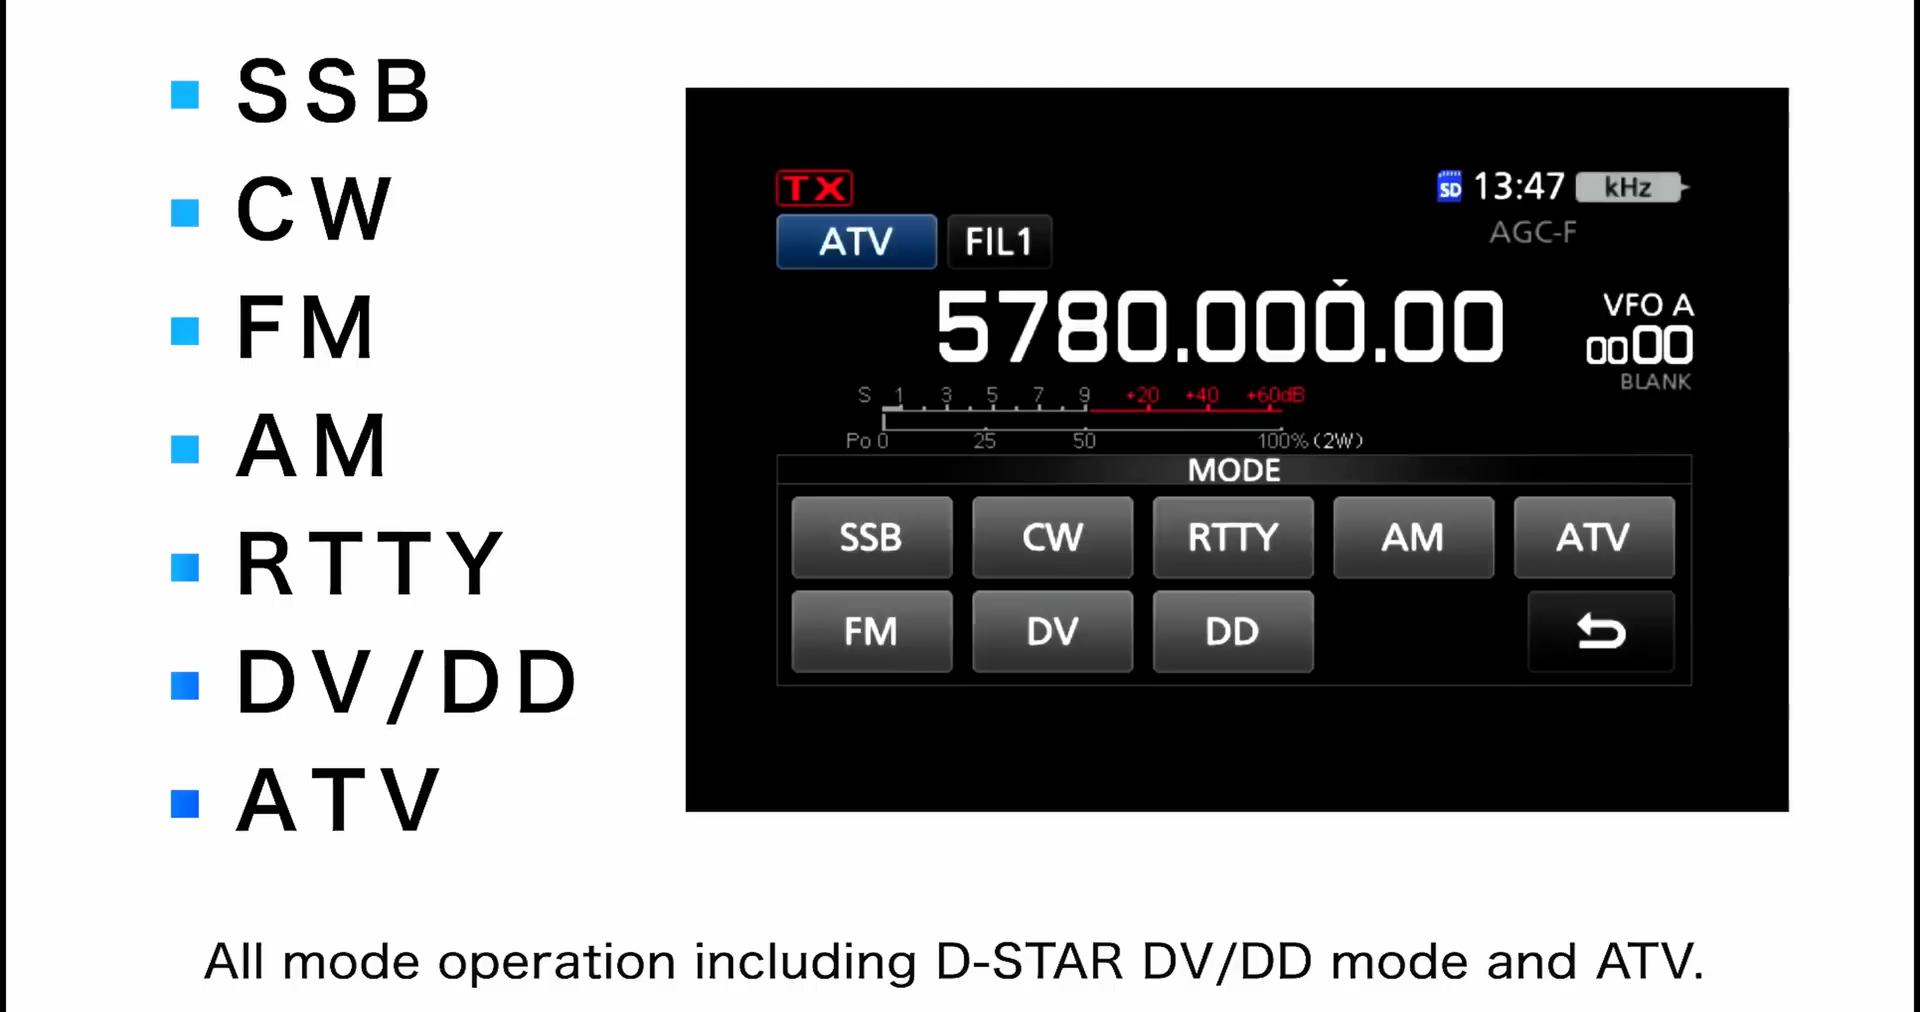 SSB
CW
FM
AM
RTTY
DV/DD
ATV
TX
SD 13:47 kHz
ATV FIL1
AGC-F
5780.000.00
VFO A
0000
BLANK
S 1 3 5 7 9 +20 +40 +60dB
Po 0 25 50 100% (2W)
MODE
SSB CW RTTY AM ATV
FM DV DD
All mode operation including D-STAR DV/DD mode and ATV.